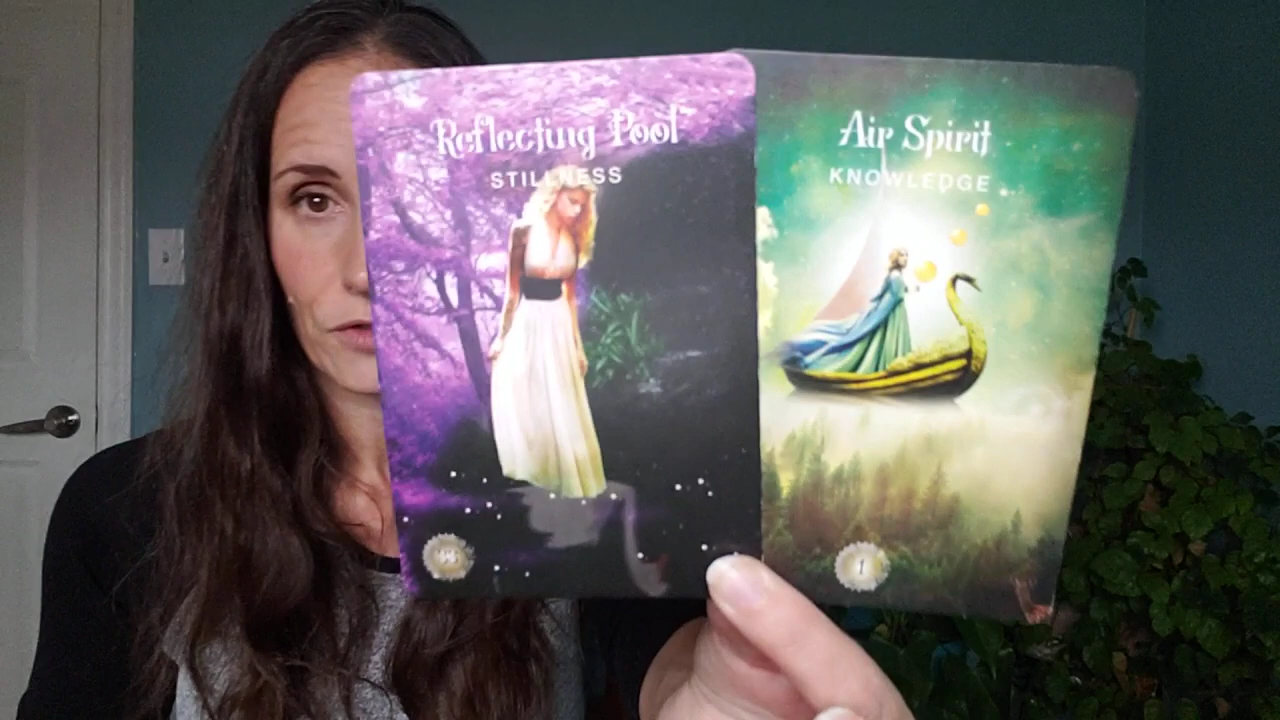 Reflecting Pool
STILLNESS
Air Spirit
KNOWLEDGE
1